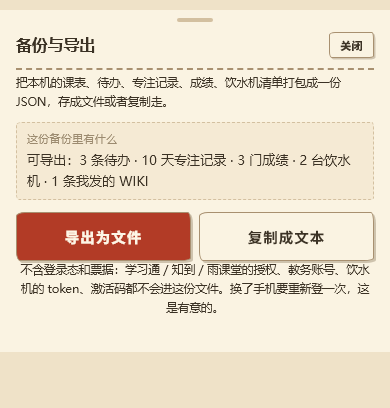 备份与导出
关闭
把本机的课表、待办、专注记录、成绩、饮水机清单打包成一份
JSON，存成文件或者复制走。
这份备份里有什么
可导出：3 条待办 · 10 天专注记录 · 3 门成绩 · 2 台饮水
机 · 1 条我发的 WIKI
导出为文件
复制成文本
不含登录态和票据：学习通 / 知到 / 雨课堂的授权、教务账号、饮水
机的 token、激活码都不会进这份文件。换了手机要重新登一次，这
是有意的。